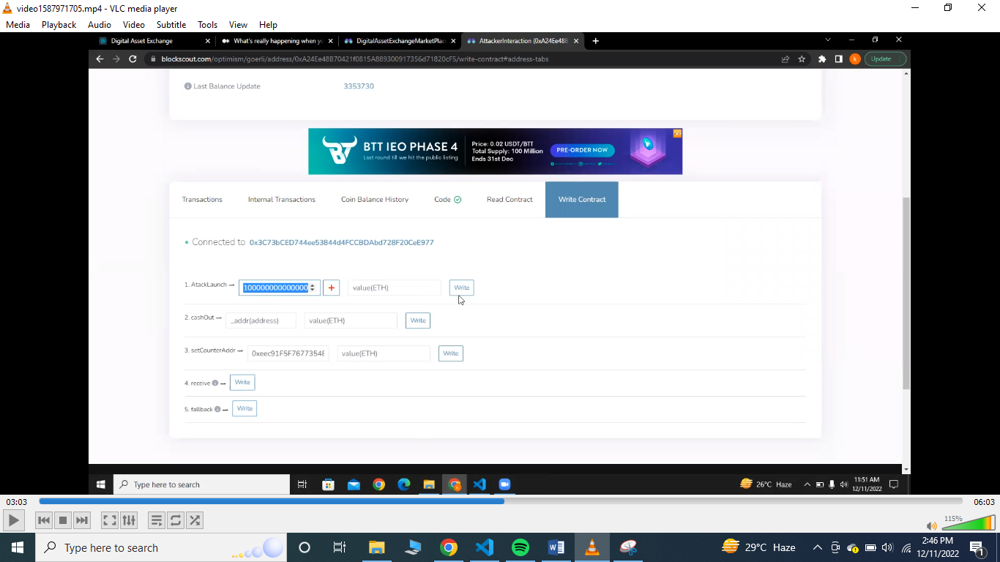 video1587971705.mp4 - VLC media player
Media Playback Audio Video Subtitle Tools View Help
Digital Asset Exchange
What's really happening when yo
DigitalAssetExchangeMarketPlac
AttackerInteraction (0xA24Ee48B
blockscout.com/optimism/goerli/address/0xA24Ee48B70421f0815A889300917356d71820cF5/write-contract#address-tabs
k
Update
Last Balance Update 3353730
BTT IEO PHASE 4
Last round till we hit the public listing
Price: 0.02 USDT/BTT
Total Supply: 100 Million
Ends 31st Dec
PRE-ORDER NOW
Transactions Internal Transactions Coin Balance History Code Read Contract Write Contract
Connected to 0x3C73bCED744ee53844d4FCCBDAbd728F20CeE977
1. AtackLaunch → 100000000000000 + value(ETH) Write
2. cashOut → _addr(address) value(ETH) Write
3. setCounterAddr → 0xeec91F5F76773548 value(ETH) Write
4. receive → Write
5. fallback → Write
Type here to search
26°C Haze
11:51 AM
12/11/2022
03:03
06:03
115%
Type here to search
29°C Haze
2:46 PM
12/11/2022
1